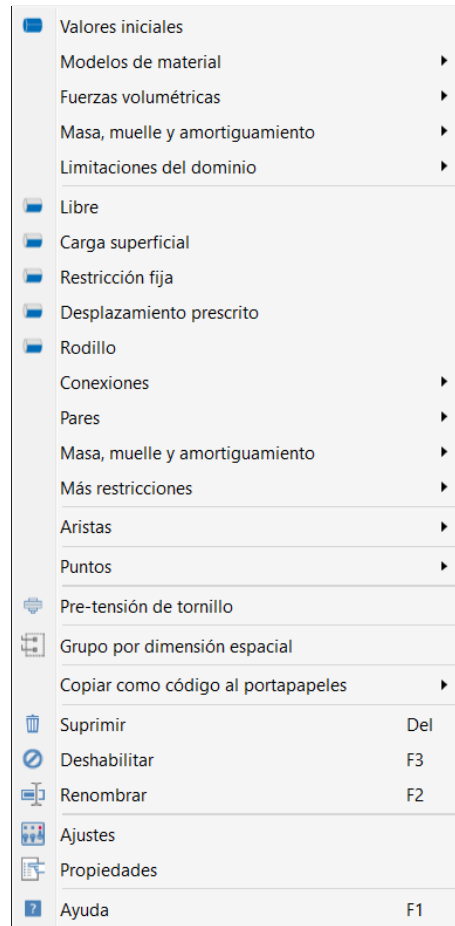 Valores iniciales
Modelos de material
Fuerzas volumétricas
Masa, muelle y amortiguamiento
Limitaciones del dominio
Libre
Carga superficial
Restricción fija
Desplazamiento prescrito
Rodillo
Conexiones
Pares
Masa, muelle y amortiguamiento
Más restricciones
Aristas
Puntos
Pre-tensión de tornillo
Grupo por dimensión espacial
Copiar como código al portapapeles
Suprimir Del
Deshabilitar F3
Renombrar F2
Ajustes
Propiedades
Ayuda F1